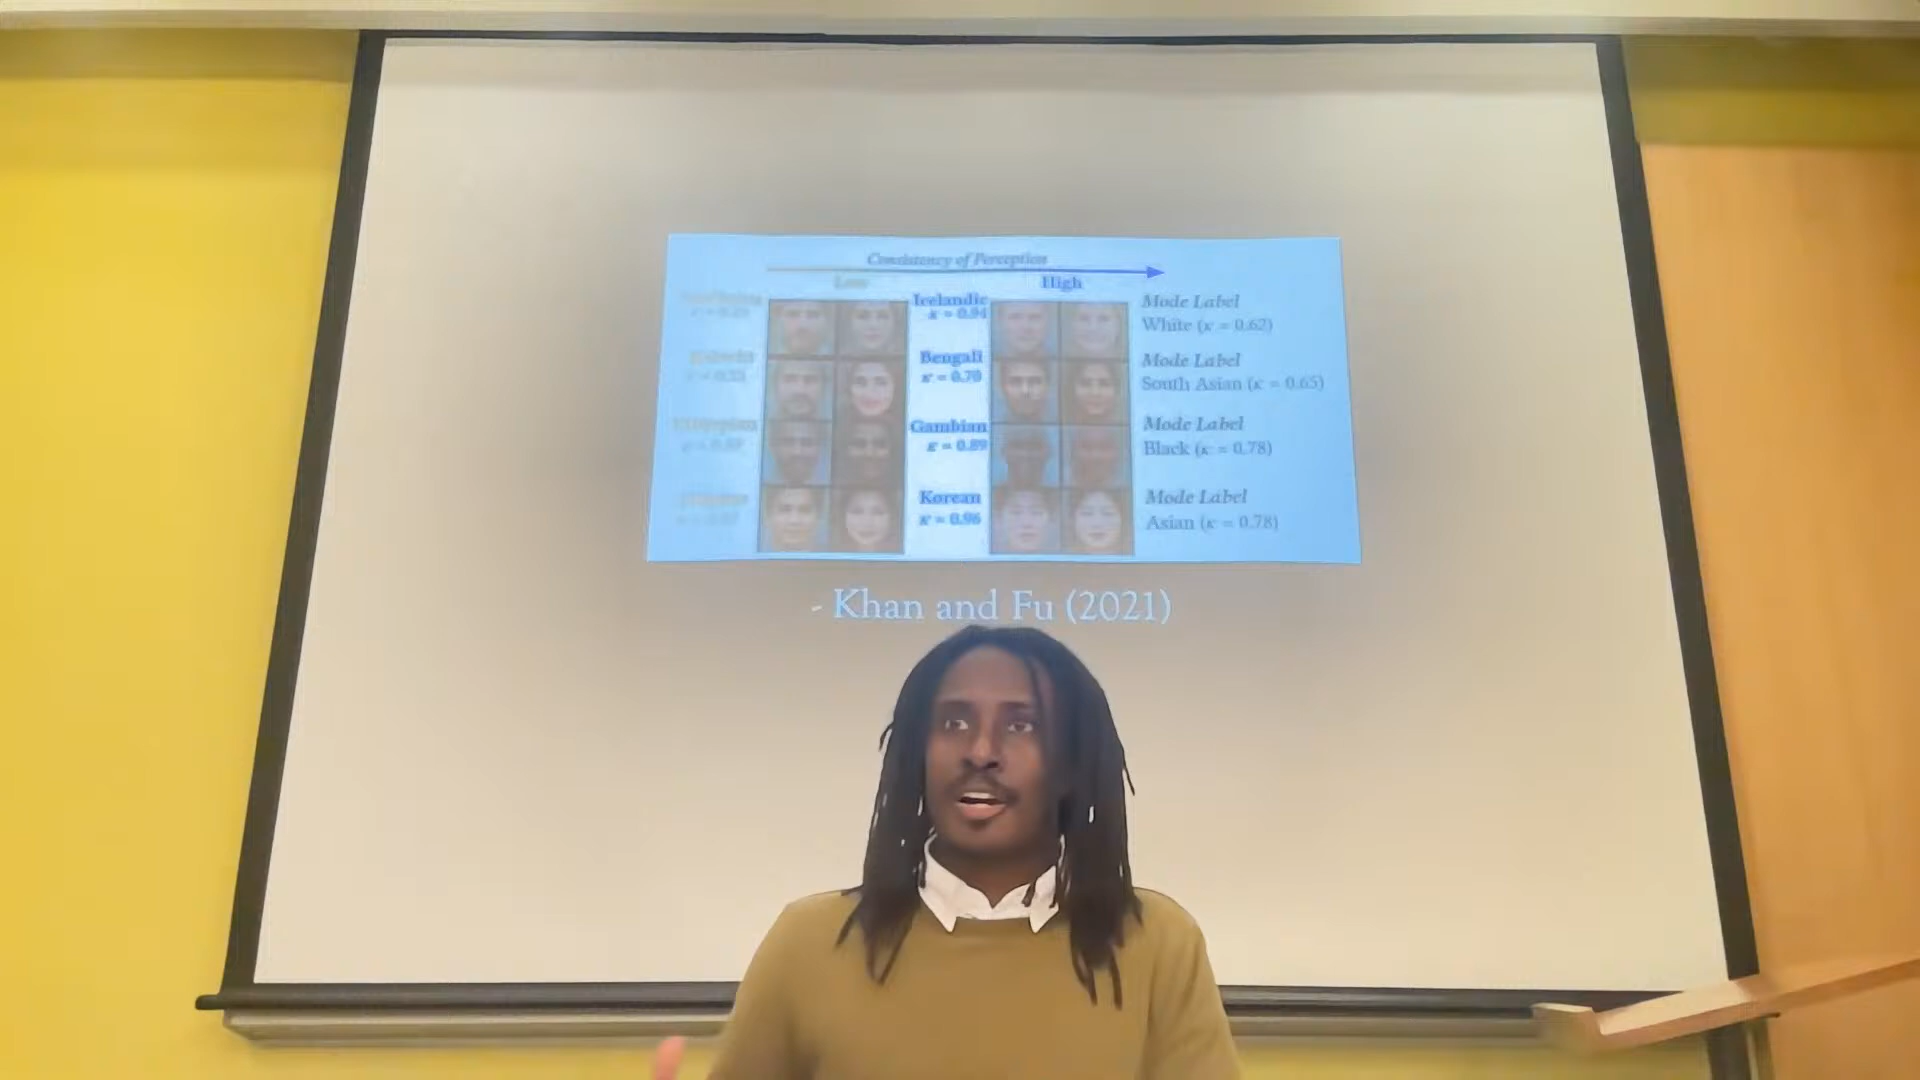 Consistency of Perception
Low High
Icelandic
κ = 0.94
Mode Label
White (κ = 0.62)
Bengali
κ = 0.70
Mode Label
South Asian (κ = 0.65)
Gambian
κ = 0.89
Mode Label
Black (κ = 0.78)
Korean
κ = 0.96
Mode Label
Asian (κ = 0.78)
- Khan and Fu (2021)